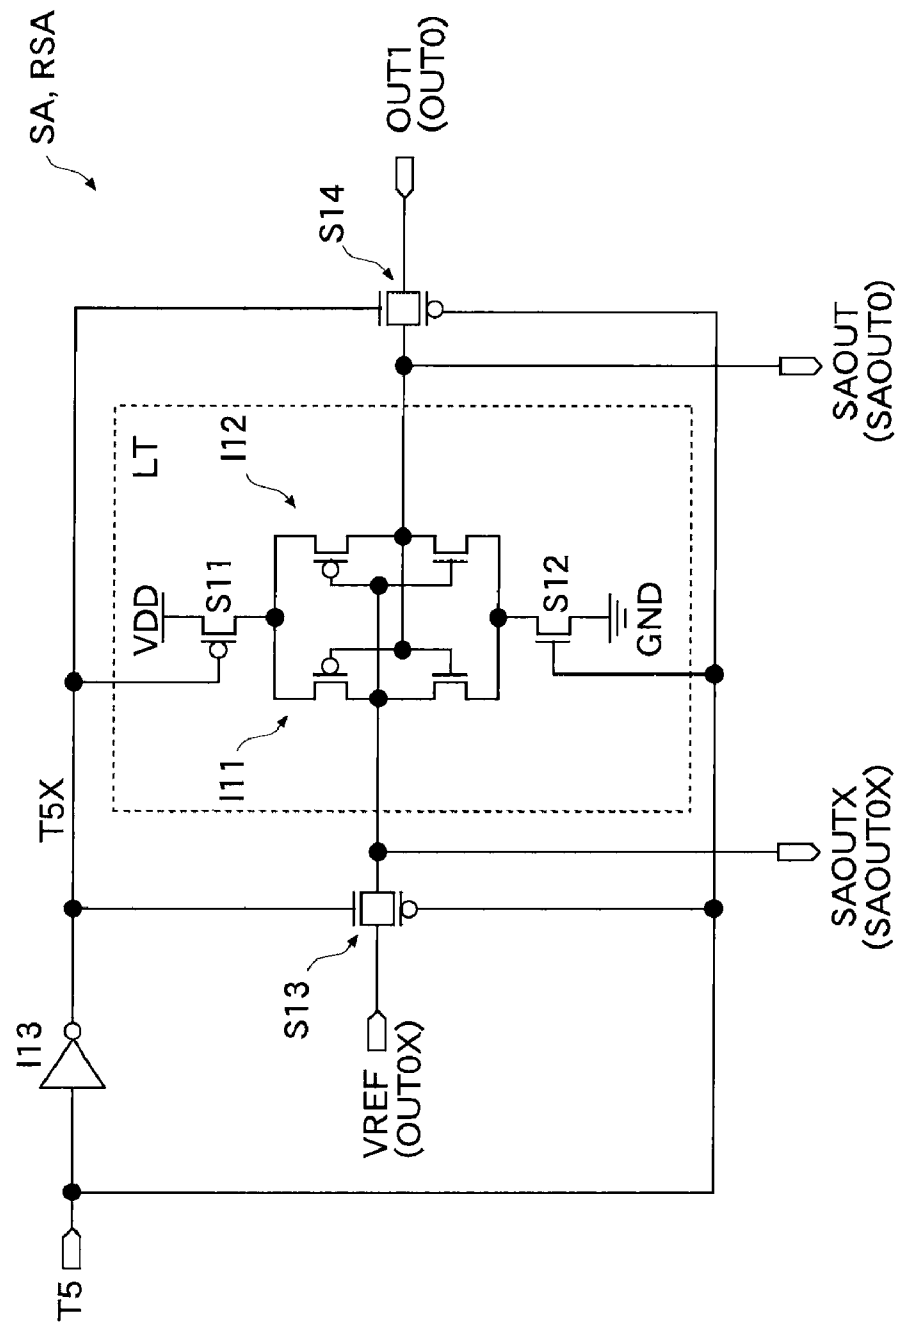 SA, RSA
T5
I13
T5X
LT
VDD
S11
I11
I12
S12
GND
S13
S14
VREF
(OUT0X)
OUT1
(OUT0)
SAOUTX
(SAOUT0X)
SAOUT
(SAOUT0)